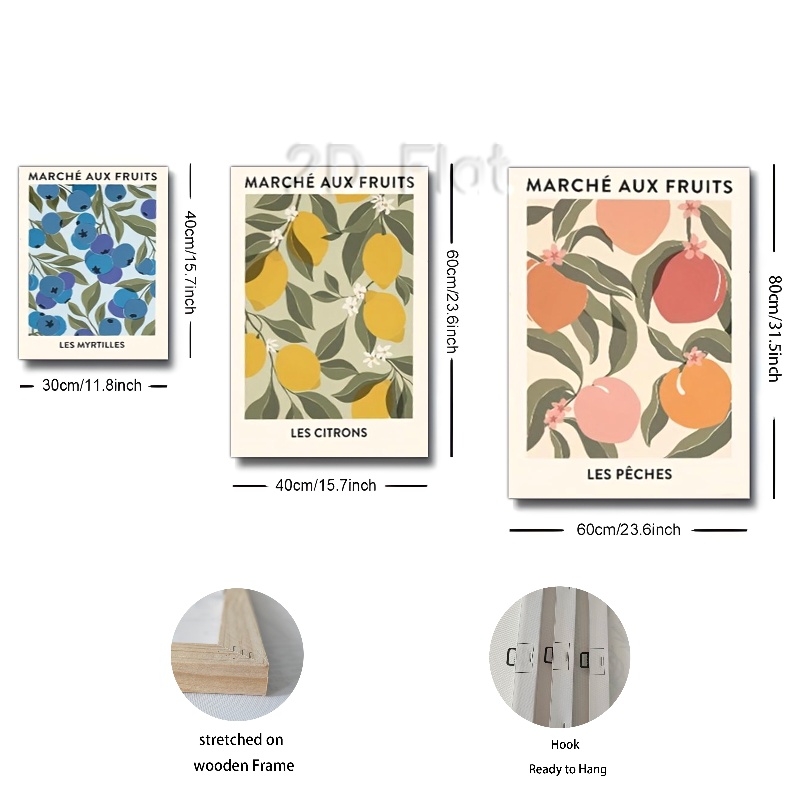 2D Flat
MARCHÉ AUX FRUITS
LES MYRTILLES
40cm/15.7inch
30cm/11.8inch
MARCHÉ AUX FRUITS
LES CITRONS
60cm/23.6inch
40cm/15.7inch
MARCHÉ AUX FRUITS
LES PÊCHES
80cm/31.5inch
60cm/23.6inch
stretched on
wooden Frame
Hook
Ready to Hang